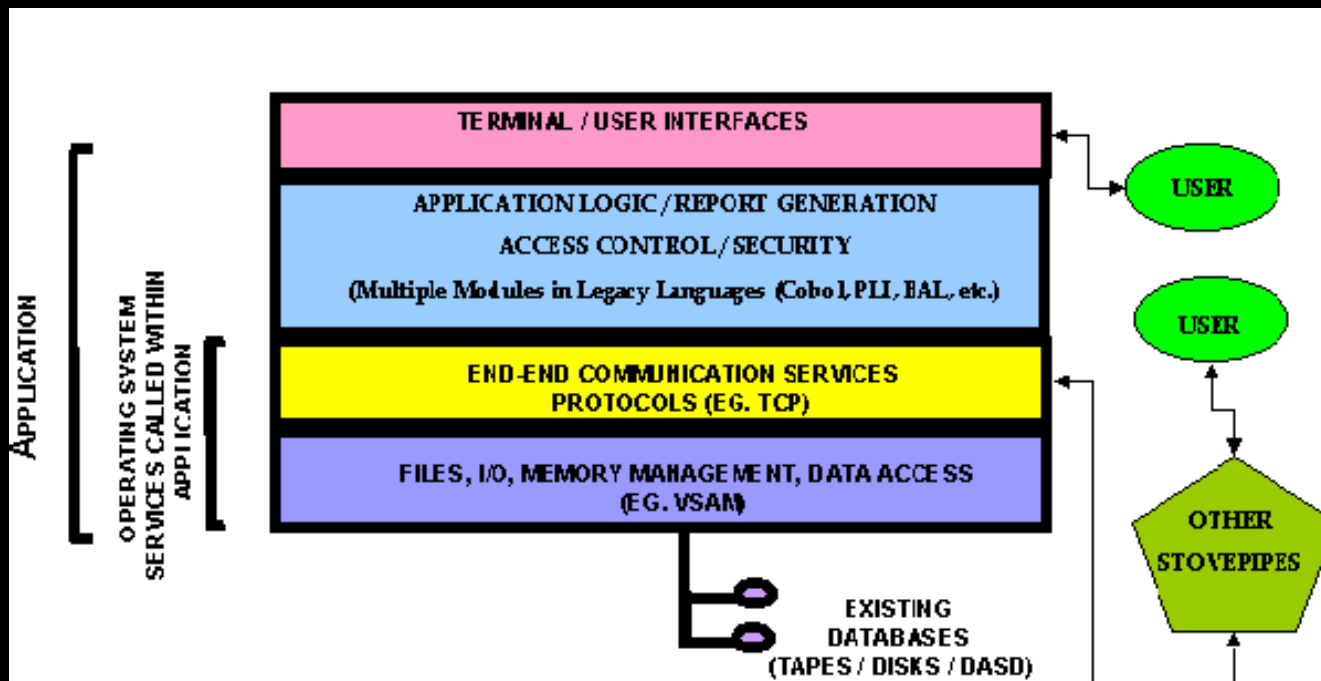 TERMINAL / USER INTERFACES
APPLICATION LOGIC / REPORT GENERATION
ACCESS CONTROL / SECURITY
(Multiple Modules in Legacy Languages (Cobol, PLI, BAL, etc.)
END-END COMMUNICATION SERVICES
PROTOCOLS (EG. TCP)
FILES, I/O, MEMORY MANAGEMENT, DATA ACCESS
(EG. VSAM)
APPLICATION
OPERATING SYSTEM
SERVICES CALLED WITHIN
APPLICATION
USER
USER
OTHER
STOVEPIPES
EXISTING
DATABASES
(TAPES / DISKS / DASD)